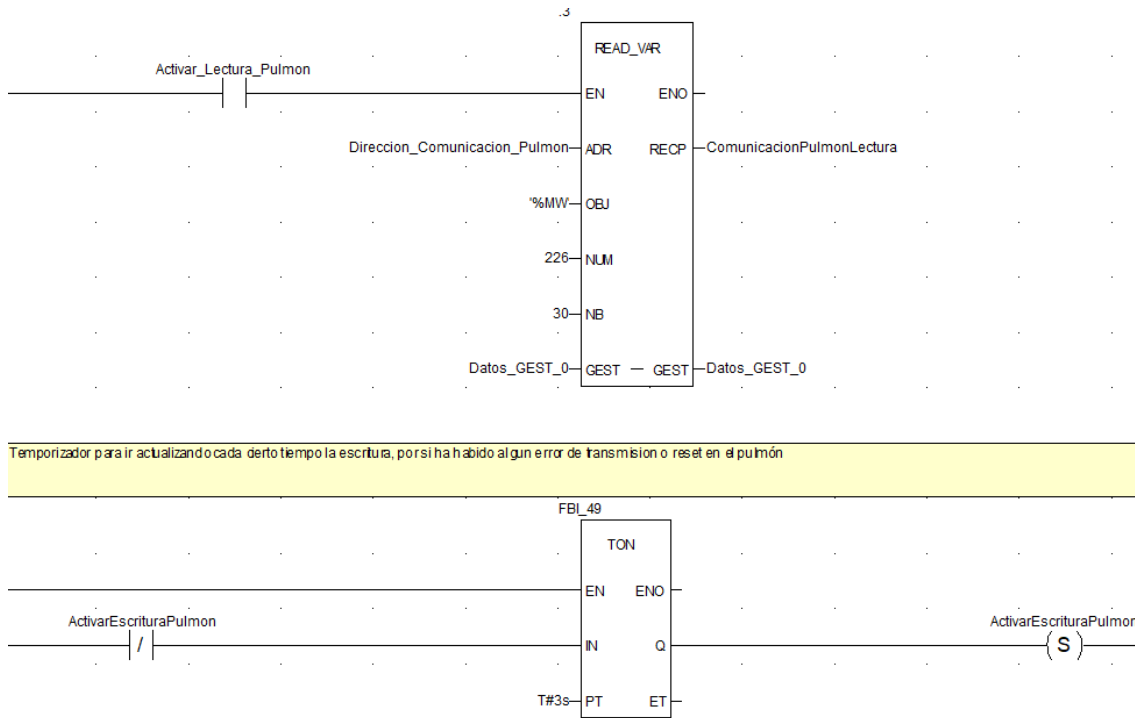 .3
READ_VAR
Activar_Lectura_Pulmon
EN ENO
Direccion_Comunicacion_Pulmon ADR RECP ComunicacionPulmonLectura
'%MW' OBJ
226 NUM
30 NB
Datos_GEST_0 GEST — GEST Datos_GEST_0
Temporizador para ir actualizando cada cierto tiempo la escritura, por si ha habido algun error de transmision o reset en el pulmón
FBI_49
TON
EN ENO
ActivarEscrituraPulmon ActivarEscrituraPulmon
/ IN Q S
T#3s PT ET